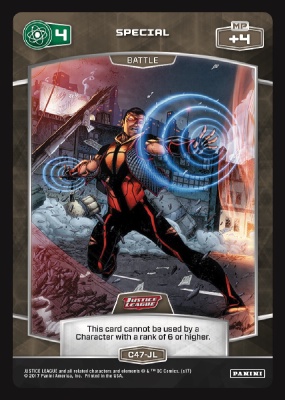 4
SPECIAL
MP
+4
BATTLE
JUSTICE LEAGUE
This card cannot be used by a
Character with a rank of 6 or higher.
C47-JL
JUSTICE LEAGUE and all related characters and elements © & ™ DC Comics. (s17)
© 2017 Panini America, Inc. Printed in the USA.
PANINI